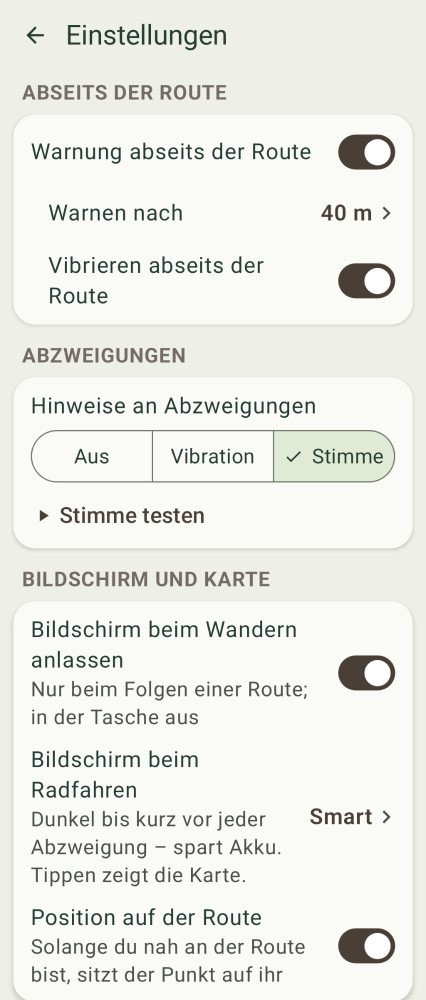 Einstellungen
ABSEITS DER ROUTE
Warnung abseits der Route
Warnen nach
40 m
Vibrieren abseits der
Route
ABZWEIGUNGEN
Hinweise an Abzweigungen
Aus
Vibration
Stimme
Stimme testen
BILDSCHIRM UND KARTE
Bildschirm beim Wandern
anlassen
Nur beim Folgen einer Route;
in der Tasche aus
Bildschirm beim
Radfahren
Dunkel bis kurz vor jeder
Abzweigung – spart Akku.
Tippen zeigt die Karte.
Smart
Position auf der Route
Solange du nah an der Route
bist, sitzt der Punkt auf ihr